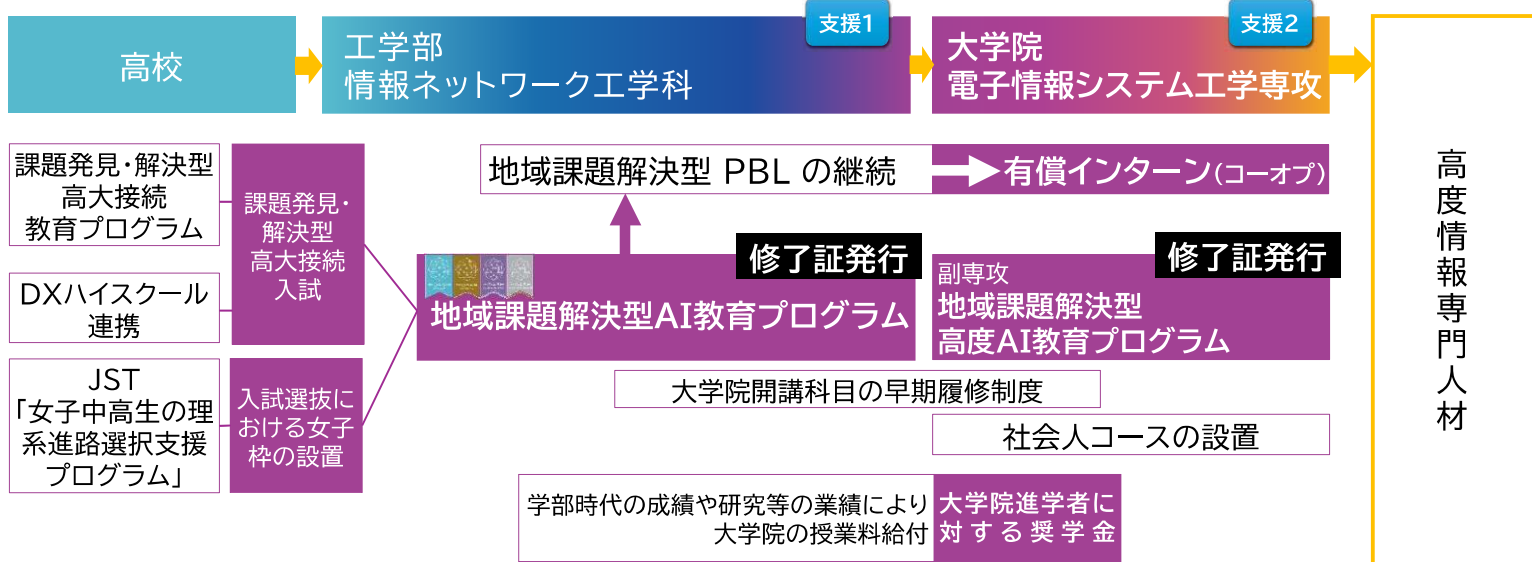 高校
工学部
情報ネットワーク工学科
支援1
大学院
電子情報システム工学専攻
支援2
課題発見・解決型
高大接続
教育プログラム
DXハイスクール
連携
JST
「女子中高生の理
系進路選択支援
プログラム」
課題発見・
解決型
高大接続
入試
入試選抜に
おける女子
枠の設置
地域課題解決型 PBL の継続
有償インターン(コーオプ)
修了証発行
地域課題解決型AI教育プログラム
修了証発行
副専攻
地域課題解決型
高度AI教育プログラム
大学院開講科目の早期履修制度
社会人コースの設置
学部時代の成績や研究等の業績により
大学院の授業料給付
大学院進学者に
対する奨学金
高度情報専門人材